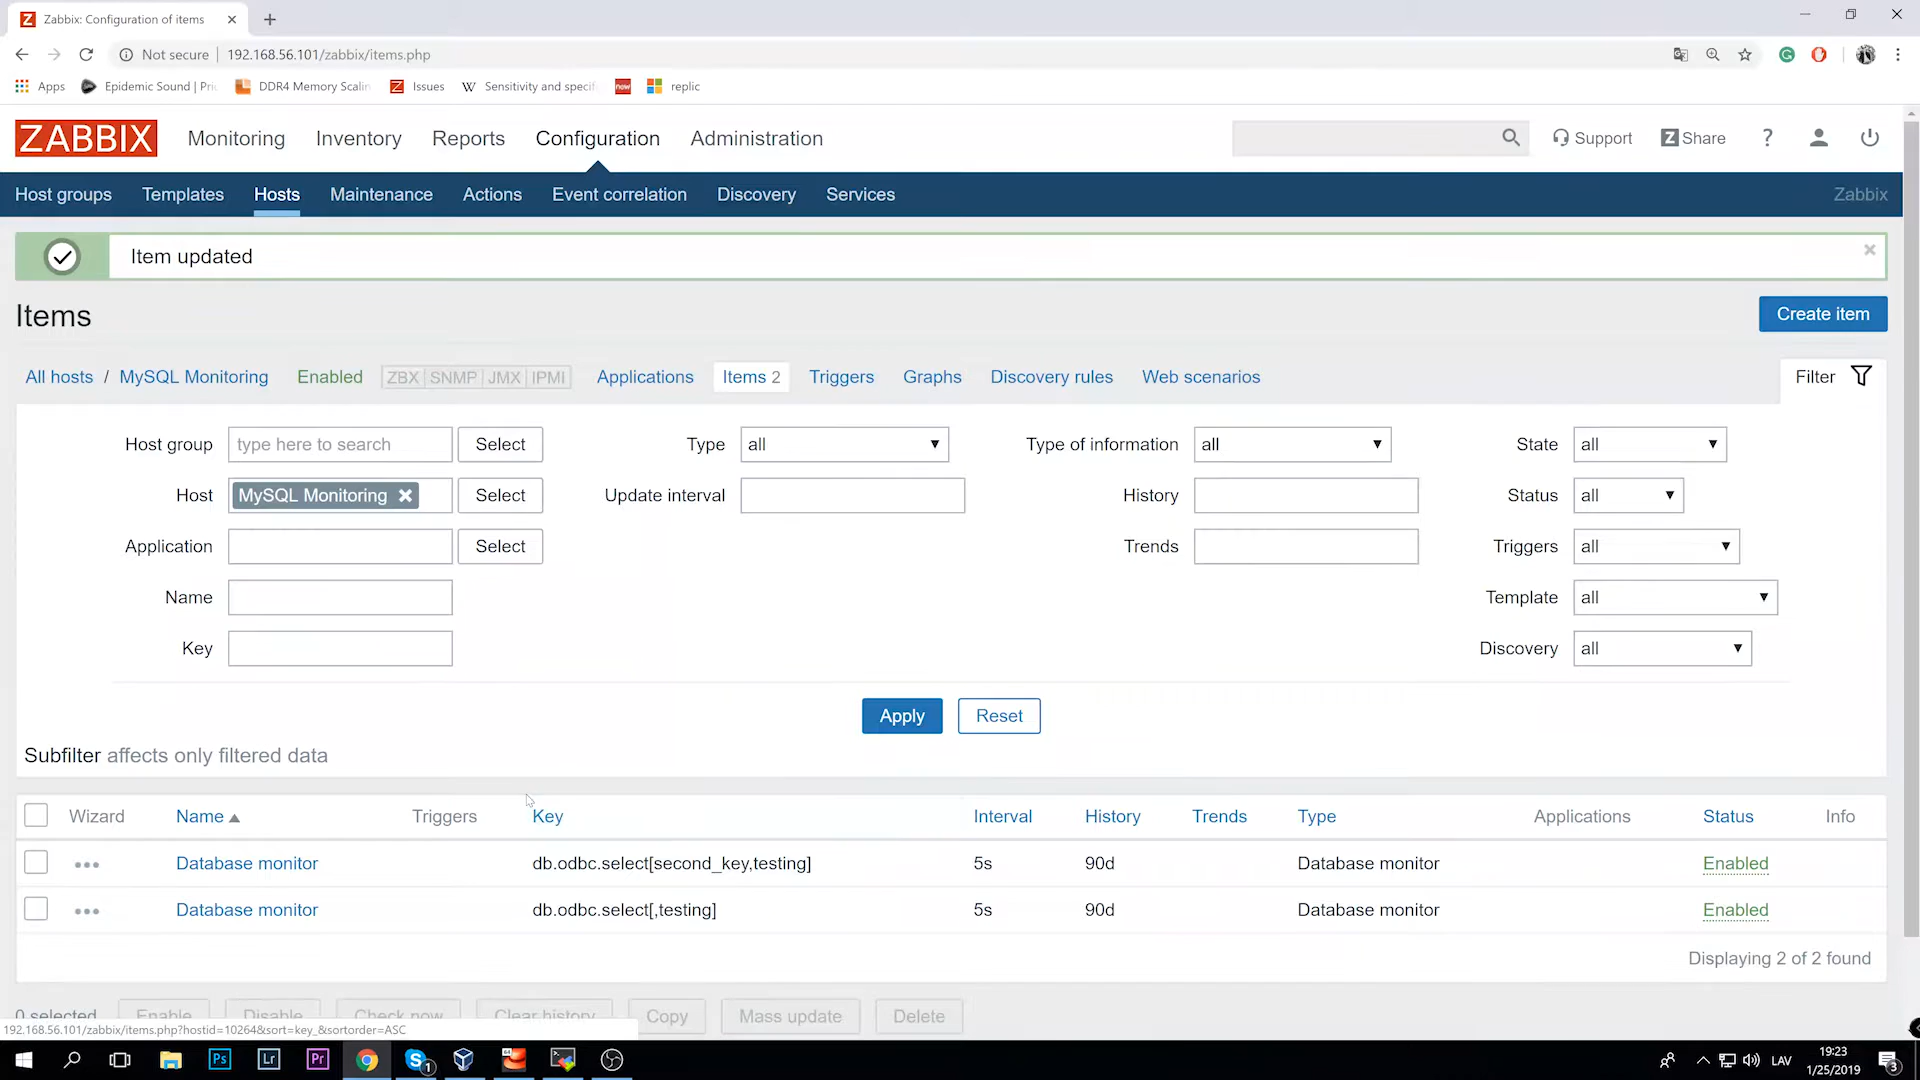 Zabbix: Configuration of items
Not secure 192.168.56.101/zabbix/items.php
Apps Epidemic Sound | Pri DDR4 Memory Scalin Issues Sensitivity and specifi replic
ZABBIX Monitoring Inventory Reports Configuration Administration Support Z Share ?
Host groups Templates Hosts Maintenance Actions Event correlation Discovery Services Zabbix
Item updated
Items Create item
All hosts / MySQL Monitoring Enabled ZBX SNMP JMX IPMI Applications Items 2 Triggers Graphs Discovery rules Web scenarios Filter
Host group type here to search Select Type all Type of information all State all
Host MySQL Monitoring Select Update interval History Status all
Application Select Trends Triggers all
Name Template all
Key Discovery all
Apply Reset
Subfilter affects only filtered data
Wizard Name Triggers Key Interval History Trends Type Applications Status Info
Database monitor db.odbc.select[second_key,testing] 5s 90d Database monitor Enabled
Database monitor db.odbc.select[,testing] 5s 90d Database monitor Enabled
Displaying 2 of 2 found
0 selected Enable Disable Check now Clear history Copy Mass update Delete
192.168.56.101/zabbix/items.php?hostid=10264&sort=key_&sortorder=ASC
Ps Lr Pr 1 LAV 19:23
1/25/2019 3